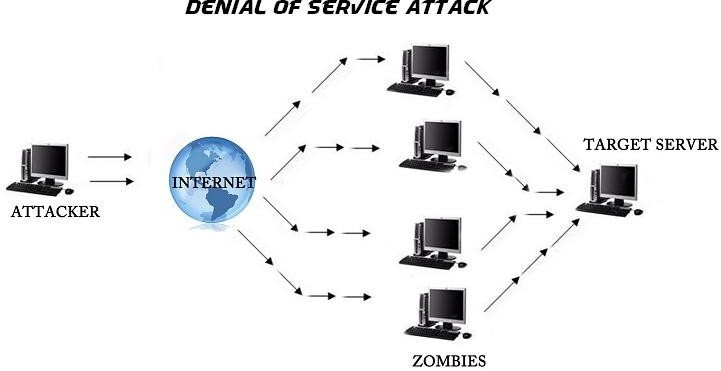 DENIAL OF SERVICE ATTACK
TARGET SERVER
INTERNET
ATTACKER
ZOMBIES